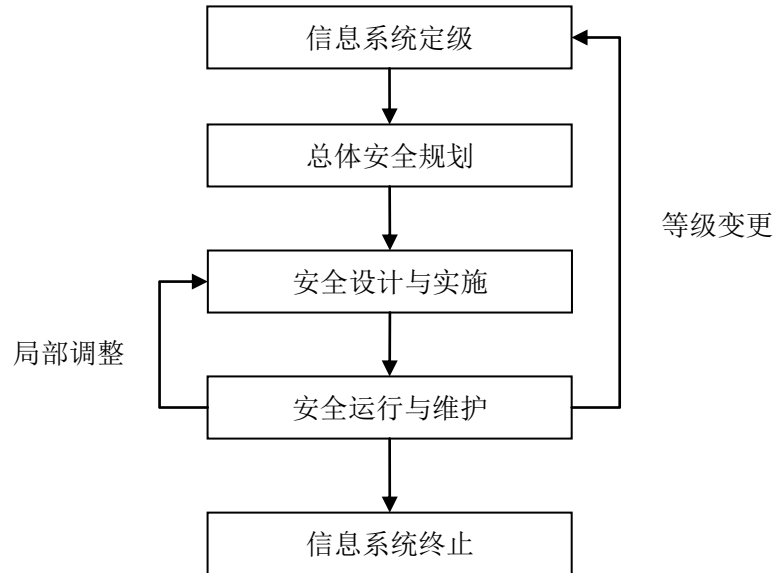 信息系统定级
总体安全规划
等级变更
安全设计与实施
局部调整
安全运行与维护
信息系统终止